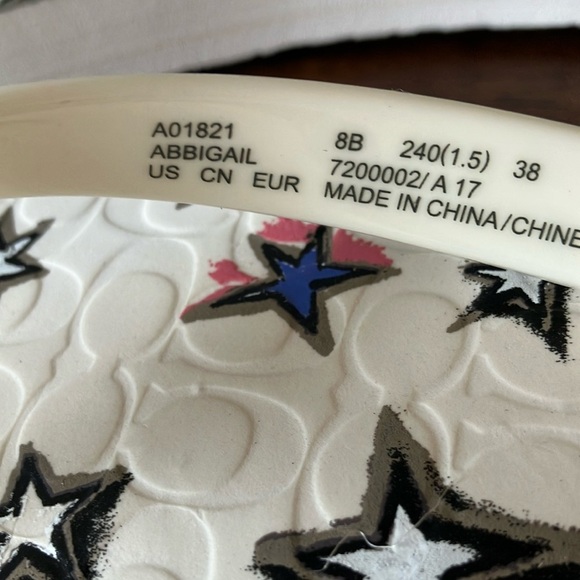 A01821
ABBIGAIL
US CN EUR
8B 240(1.5) 38
7200002/A 17
MADE IN CHINA/CHINE